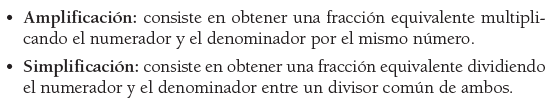 • Amplificación: consiste en obtener una fracción equivalente multipli-
cando el numerador y el denominador por el mismo número.
• Simplificación: consiste en obtener una fracción equivalente dividiendo
el numerador y el denominador entre un divisor común de ambos.